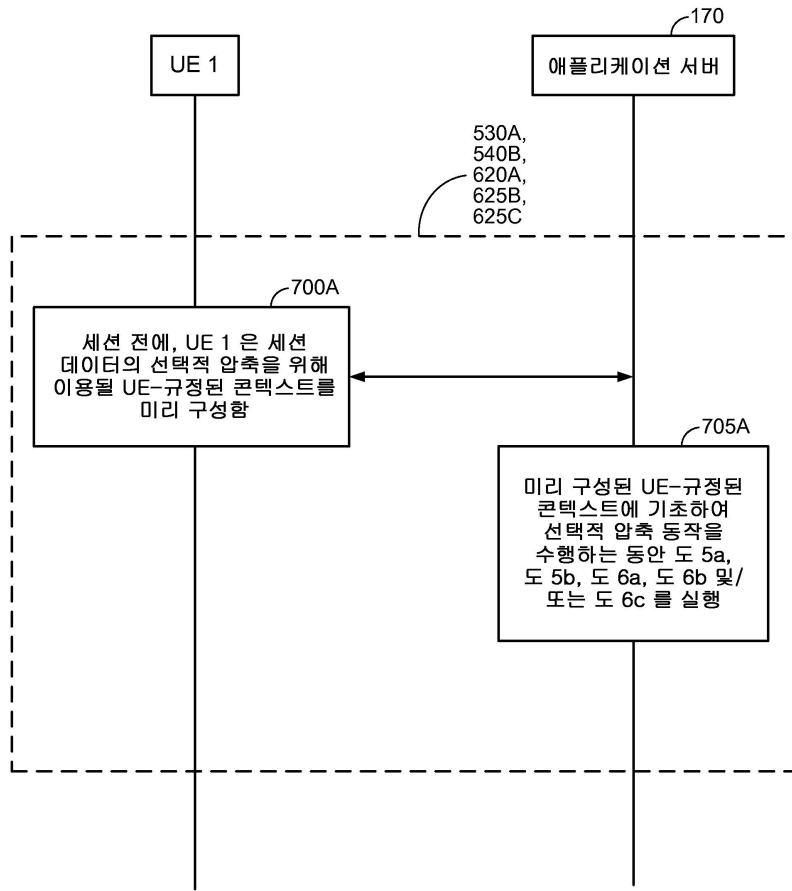 170
UE 1
애플리케이션 서버
530A,
540B,
620A,
625B,
625C
700A
세션 전에, UE 1 은 세션
데이터의 선택적 압축을 위해
이용될 UE-규정된 콘텍스트를
미리 구성함
705A
미리 구성된 UE-규정된
콘텍스트에 기초하여
선택적 압축 동작을
수행하는 동안 도 5a,
도 5b, 도 6a, 도 6b 및/
또는 도 6c 를 실행